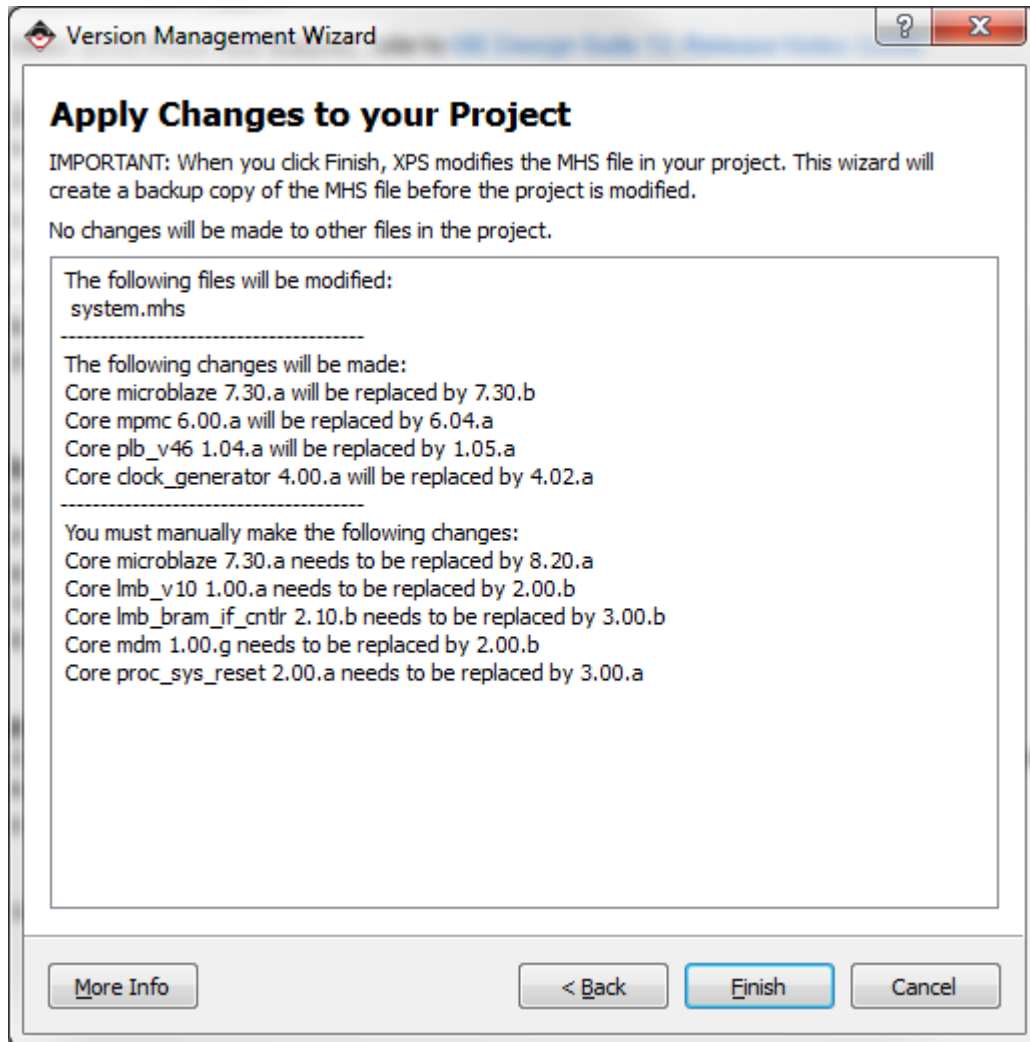 Version Management Wizard
Apply Changes to your Project
IMPORTANT: When you click Finish, XPS modifies the MHS file in your project. This wizard will
create a backup copy of the MHS file before the project is modified.
No changes will be made to other files in the project.
The following files will be modified:
system.mhs
--------------------------------------
The following changes will be made:
Core microblaze 7.30.a will be replaced by 7.30.b
Core mpmc 6.00.a will be replaced by 6.04.a
Core plb_v46 1.04.a will be replaced by 1.05.a
Core clock_generator 4.00.a will be replaced by 4.02.a
--------------------------------------
You must manually make the following changes:
Core microblaze 7.30.a needs to be replaced by 8.20.a
Core lmb_v10 1.00.a needs to be replaced by 2.00.b
Core lmb_bram_if_cntlr 2.10.b needs to be replaced by 3.00.b
Core mdm 1.00.g needs to be replaced by 2.00.b
Core proc_sys_reset 2.00.a needs to be replaced by 3.00.a
More Info
< Back
Finish
Cancel